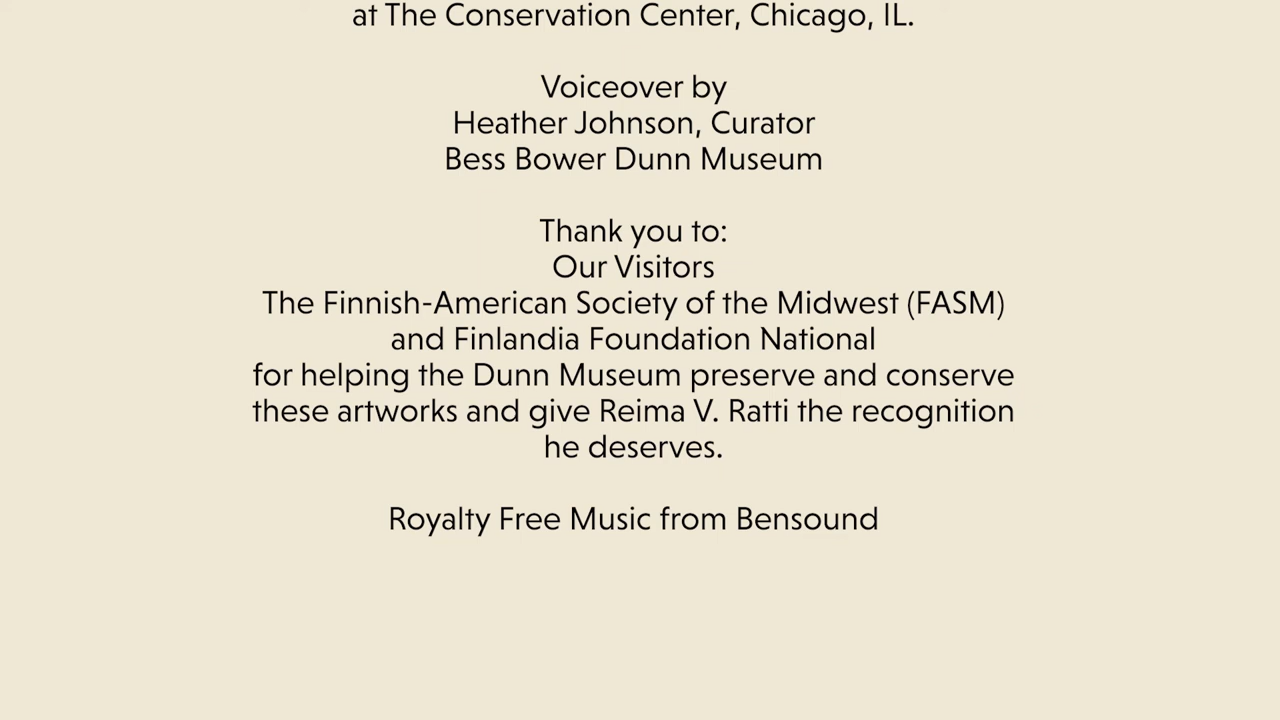 at The Conservation Center, Chicago, IL.
Voiceover by
Heather Johnson, Curator
Bess Bower Dunn Museum
Thank you to:
Our Visitors
The Finnish-American Society of the Midwest (FASM)
and Finlandia Foundation National
for helping the Dunn Museum preserve and conserve
these artworks and give Reima V. Ratti the recognition
he deserves.
Royalty Free Music from Bensound